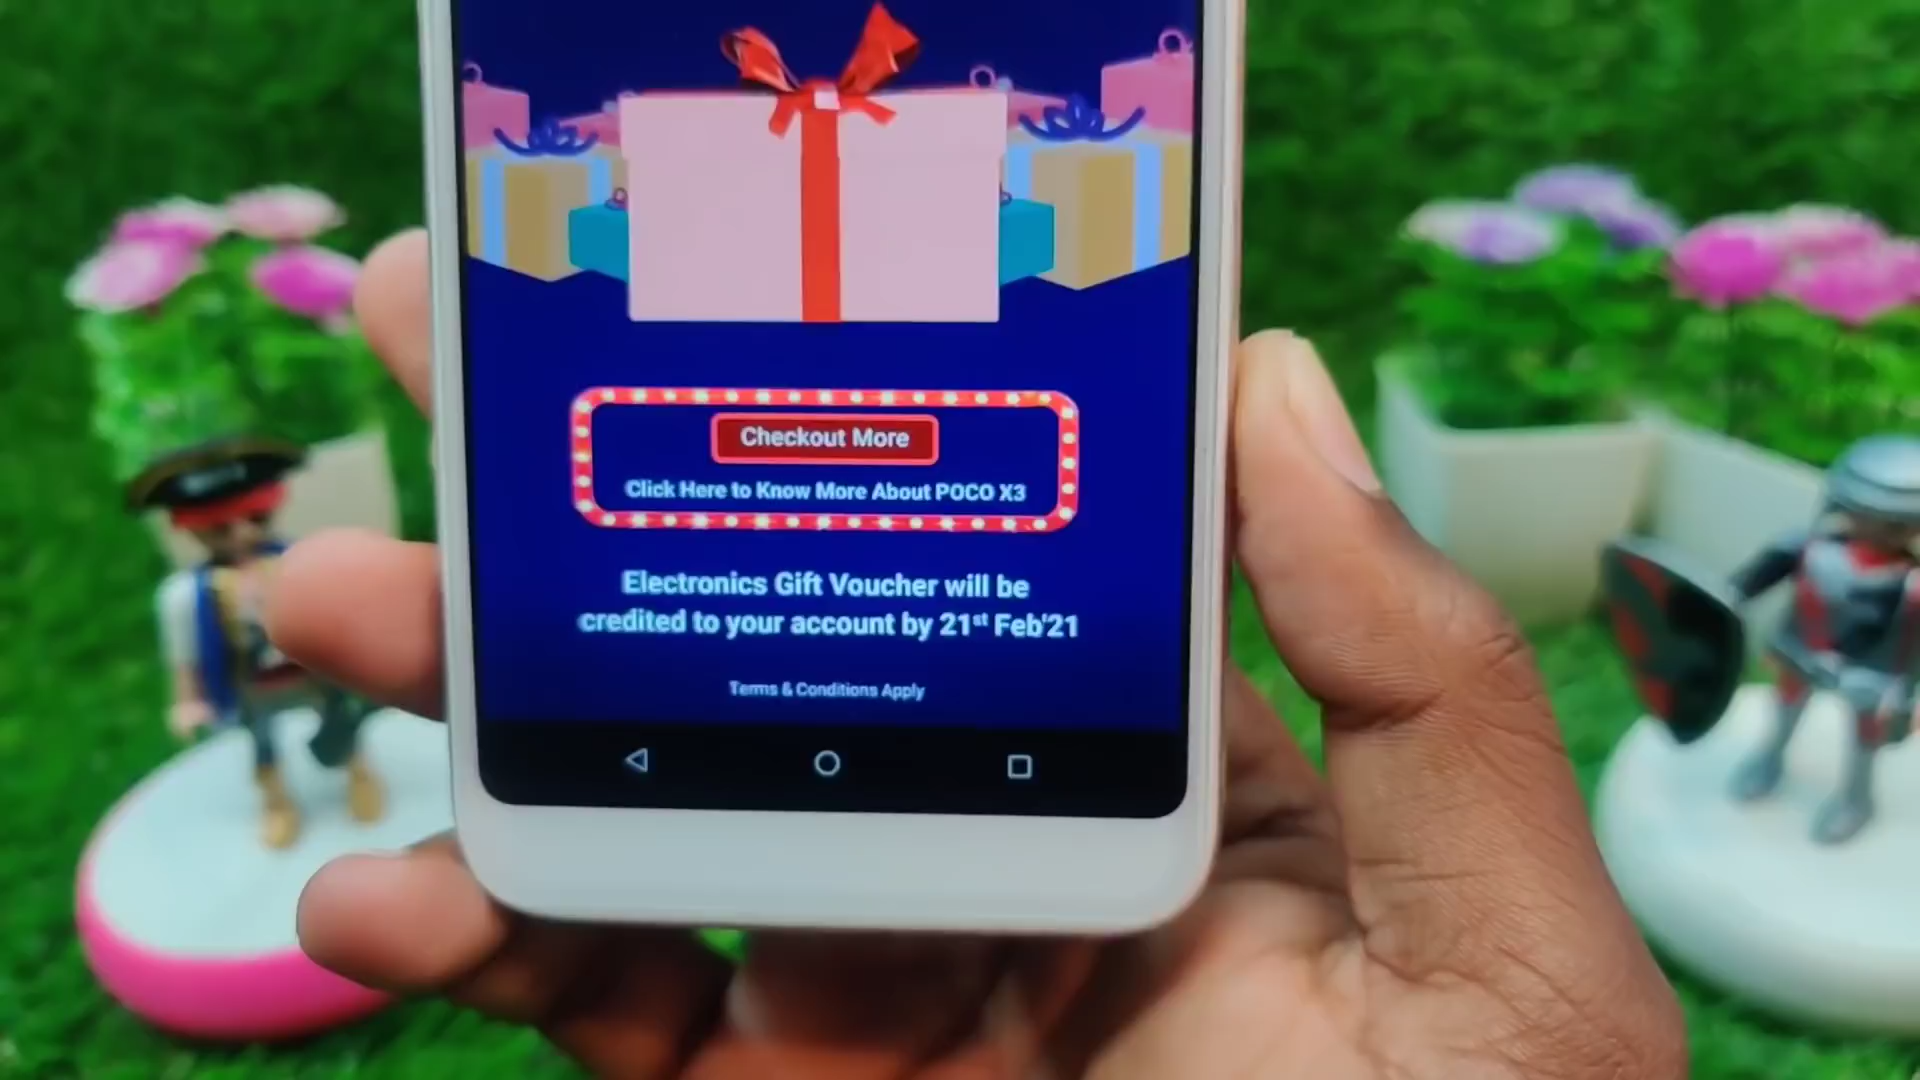 Checkout More
Click Here to Know More About POCO X3
Electronics Gift Voucher will be
credited to your account by 21st Feb'21
Terms & Conditions Apply